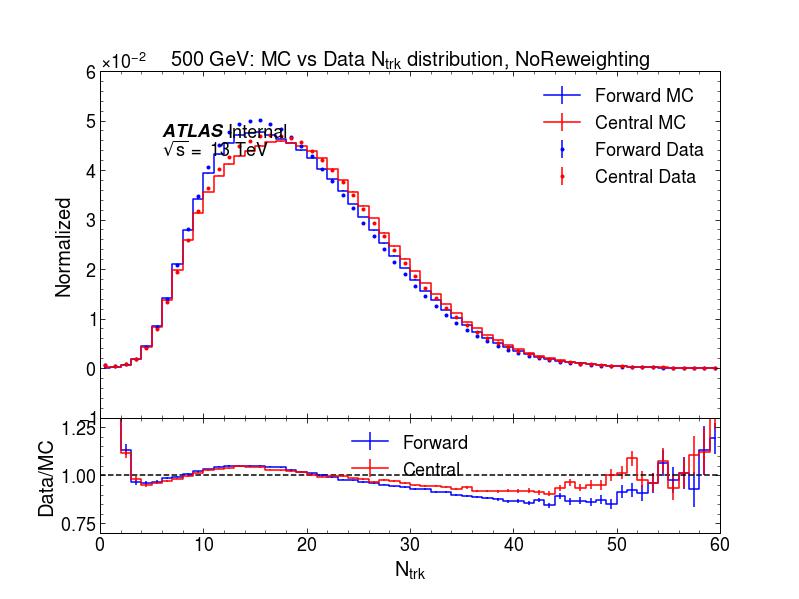 ×10⁻² 500 GeV: MC vs Data Ntrk distribution, NoReweighting
6
5
4
3
2
1
0
−1
Normalized
ATLAS Internal
√s = 13 TeV
Forward MC
Central MC
Forward Data
Central Data
1.25
1.00
0.75
Data/MC
Forward
Central
0 10 20 30 40 50 60
Ntrk